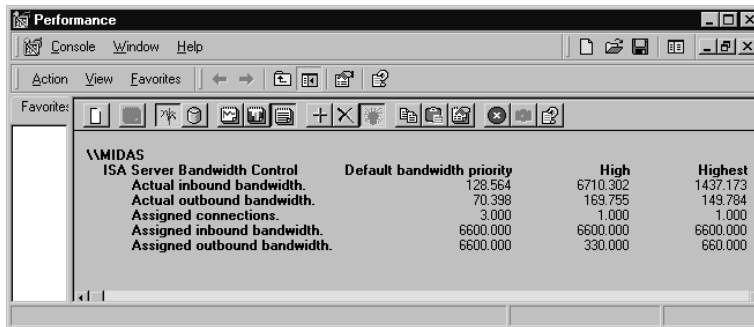 Performance
Console Window Help
Action View Favorites
Favorites
\\MIDAS
ISA Server Bandwidth Control Default bandwidth priority High Highest
Actual inbound bandwidth. 128.564 6710.302 1437.173
Actual outbound bandwidth. 70.398 169.755 149.784
Assigned connections. 3.000 1.000 1.000
Assigned inbound bandwidth. 6600.000 6600.000 6600.000
Assigned outbound bandwidth. 6600.000 330.000 660.000